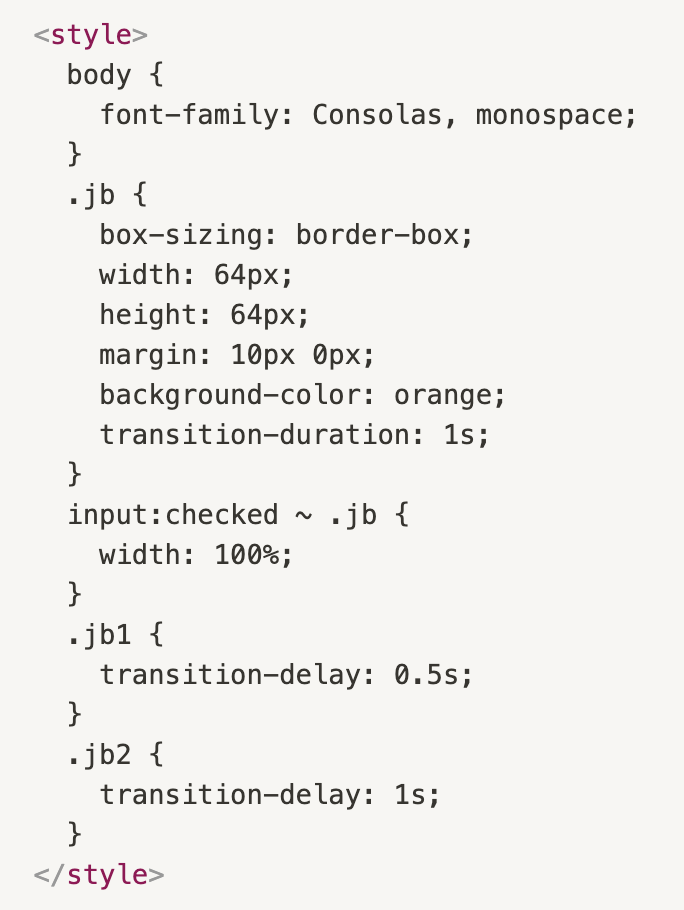 <style>
  body {
    font-family: Consolas, monospace;
  }
  .jb {
    box-sizing: border-box;
    width: 64px;
    height: 64px;
    margin: 10px 0px;
    background-color: orange;
    transition-duration: 1s;
  }
  input:checked ~ .jb {
    width: 100%;
  }
  .jb1 {
    transition-delay: 0.5s;
  }
  .jb2 {
    transition-delay: 1s;
  }
</style>